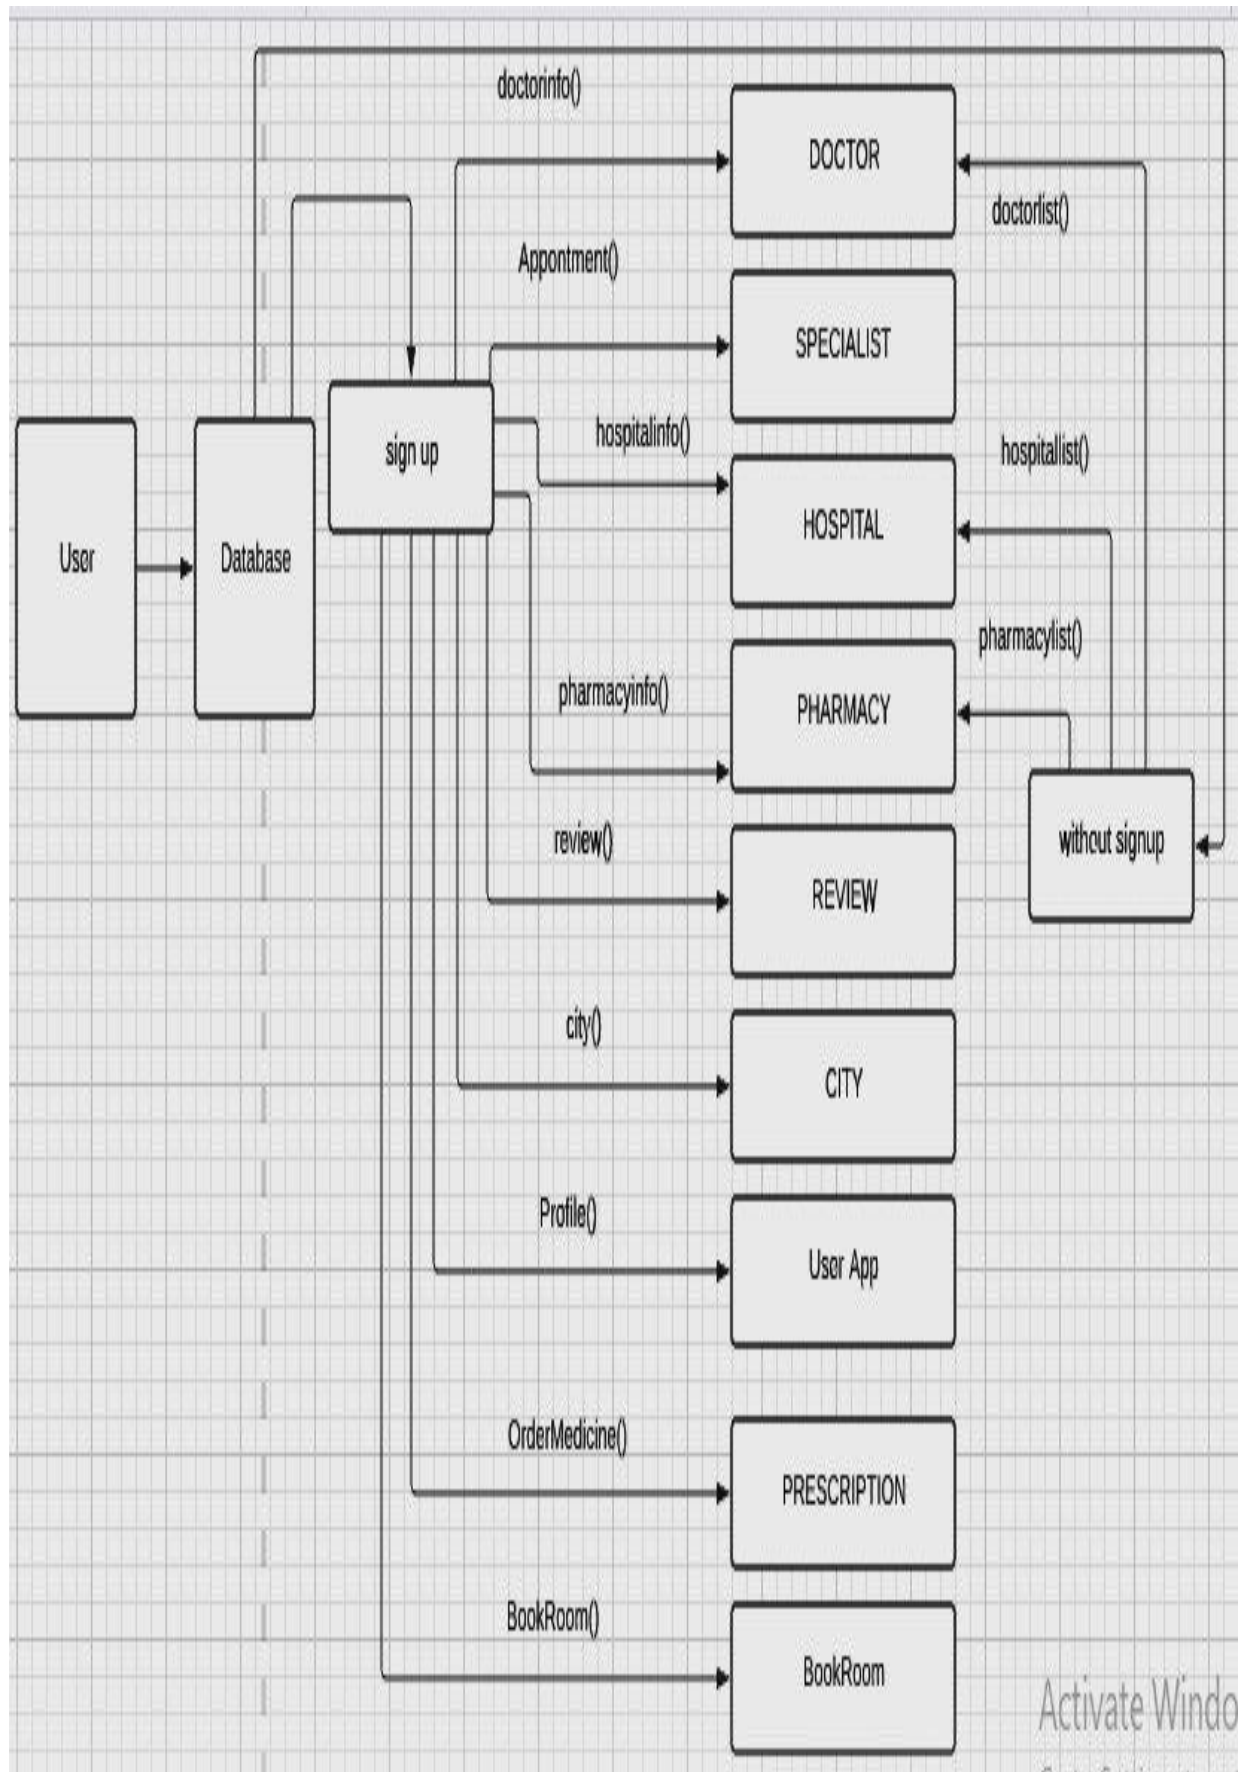 doctorinfo()
DOCTOR
doctorlist()
Appontment()
SPECIALIST
sign up
hospitalinfo()
hospitallist()
HOSPITAL
User
Database
pharmacylist()
pharmacyinfo()
PHARMACY
review()
without signup
REVIEW
city()
CITY
Profile()
User App
OrderMedicine()
PRESCRIPTION
BookRoom()
BookRoom
Activate Windo